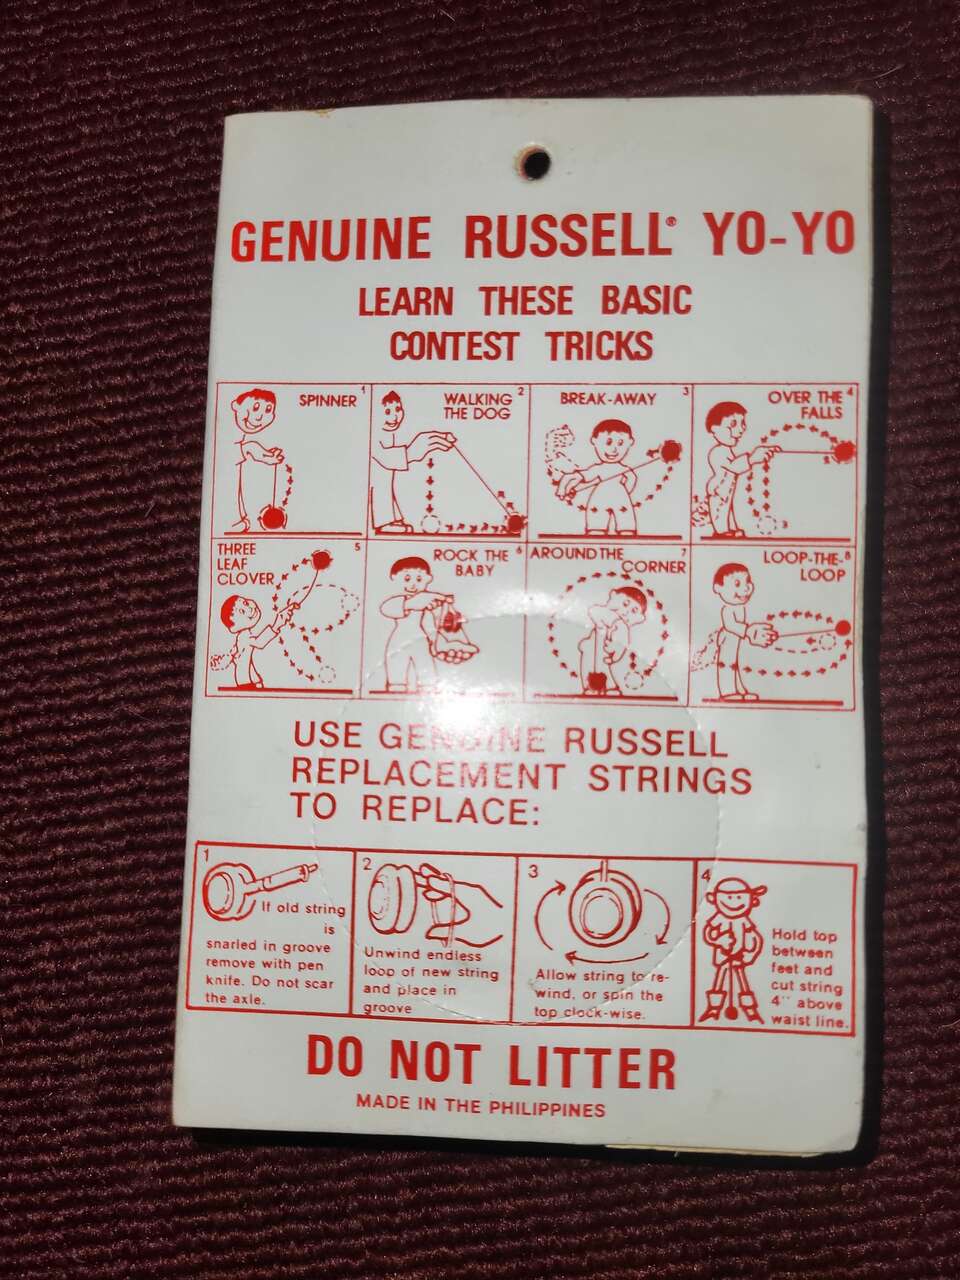 GENUINE RUSSELL® YO-YO
LEARN THESE BASIC
CONTEST TRICKS
SPINNER 1
WALKING 2
THE DOG
BREAK-AWAY 3
OVER THE 4
FALLS
2
3
THREE 5
LEAF
CLOVER
ROCK THE 6
BABY
AROUND THE 7
CORNER
LOOP-THE- 8
LOOP
USE GENUINE RUSSELL
REPLACEMENT STRINGS
TO REPLACE:
1
If old string
is
snarled in groove
remove with pen
knife. Do not scar
the axle.
2
Unwind endless
loop of new string
and place in
groove
3
Allow string to re-
wind, or spin the
top clock-wise.
4
Hold top
between
feet and
cut string
4'' above
waist line.
DO NOT LITTER
MADE IN THE PHILIPPINES